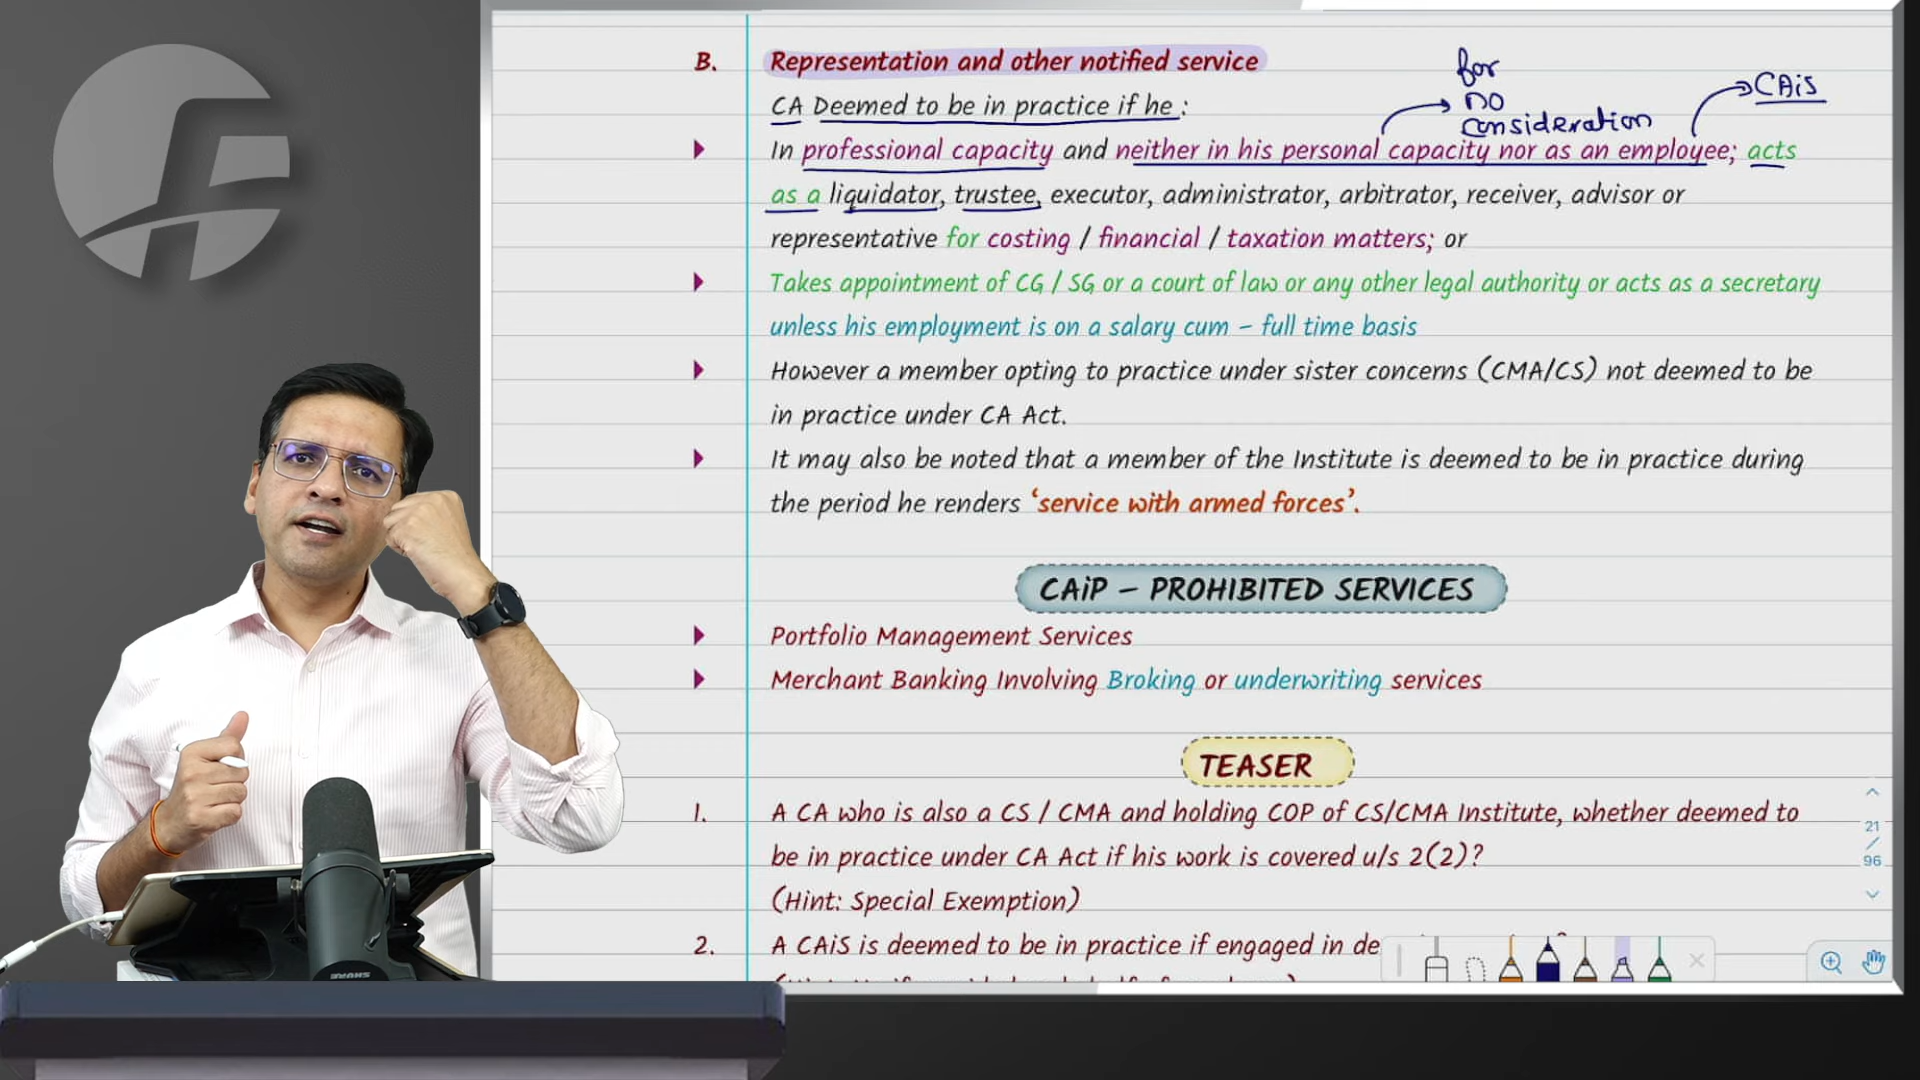 B. Representation and other notified service
CA Deemed to be in practice if he :
for
no
consideration
CAiS
In professional capacity and neither in his personal capacity nor as an employee; acts
as a liquidator, trustee, executor, administrator, arbitrator, receiver, advisor or
representative for costing / financial / taxation matters; or
Takes appointment of CG / SG or a court of law or any other legal authority or acts as a secretary
unless his employment is on a salary cum – full time basis
However a member opting to practice under sister concerns (CMA/CS) not deemed to be
in practice under CA Act.
It may also be noted that a member of the Institute is deemed to be in practice during
the period he renders ‘service with armed forces’.
CAiP – PROHIBITED SERVICES
Portfolio Management Services
Merchant Banking Involving Broking or underwriting services
TEASER
1. A CA who is also a CS / CMA and holding COP of CS/CMA Institute, whether deemed to
be in practice under CA Act if his work is covered u/s 2(2)?
(Hint: Special Exemption)
2. A CAiS is deemed to be in practice if engaged in
21
/
96
SHURE